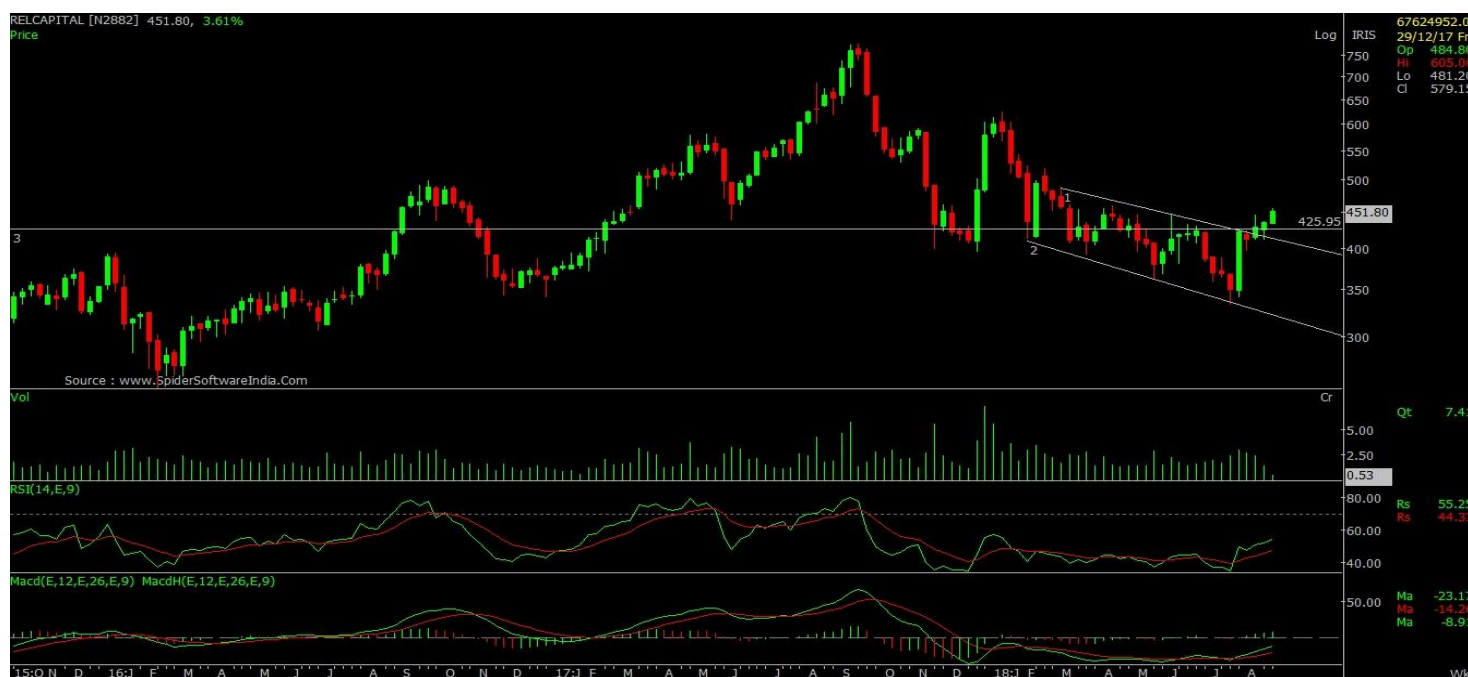 RELCAPITAL [N2882] 451.80, 3.61%
Price
Log
IRIS
67624952.0
29/12/17 Fr
Op 484.80
Hi 605.00
Lo 481.20
Cl 579.15
750
700
650
600
550
500
451.80
400
350
300
425.95
1
2
3
Source : www.SpiderSoftwareIndia.Com
Vol
Cr
Qt 7.41
5.00
2.50
0.53
RSI(14,E,9)
80.00
60.00
40.00
Rs 55.25
Rs 44.33
Macd(E,12,E,26,E,9) MacdH(E,12,E,26,E,9)
50.00
Ma -23.17
Ma -14.26
Ma -8.91
15:O N D 16:J F M A M J J A S O N D 17:J F M A M J J A S O N D 18:J F M A M J J A
Wk